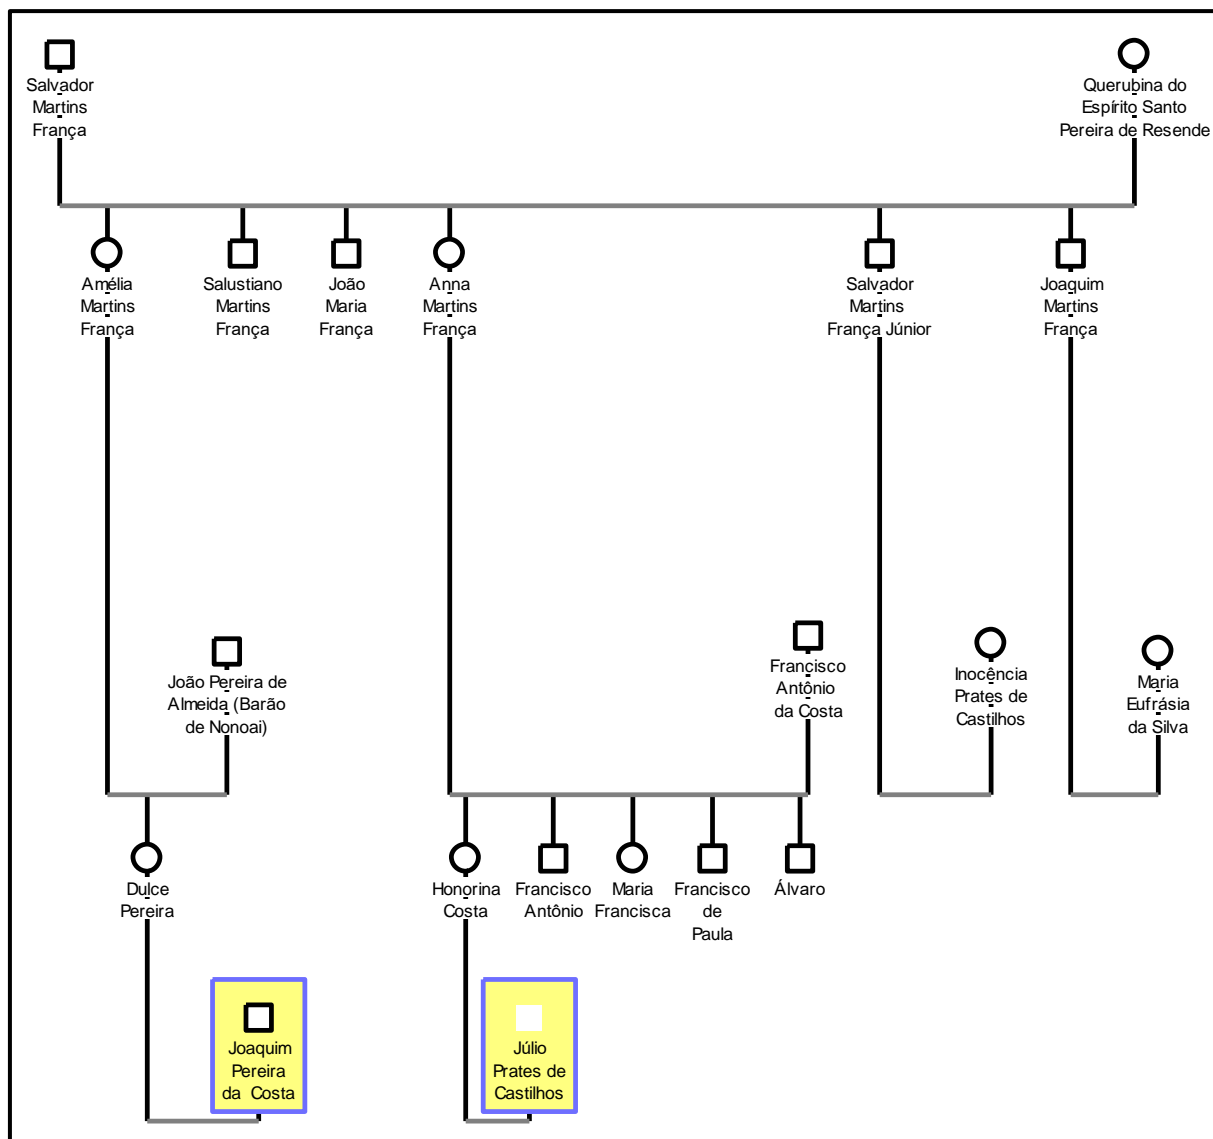 Salvador
Martins
França
Querubina do
Espírito Santo
Pereira de Resende
Amélia
Martins
França
Salustiano
Martins
França
João
Maria
França
Anna
Martins
França
Salvador
Martins
França Júnior
Joaquim
Martins
França
João Pereira de
Almeida (Barão
de Nonoai)
Francisco
Antônio
da Costa
Inocência
Prates de
Castilhos
Maria
Eufrásia
da Silva
Dulce
Pereira
Honorina
Costa
Francisco
Antônio
Maria
Francisca
Francisco
de
Paula
Álvaro
Joaquim
Pereira
da Costa
Júlio
Prates de
Castilhos